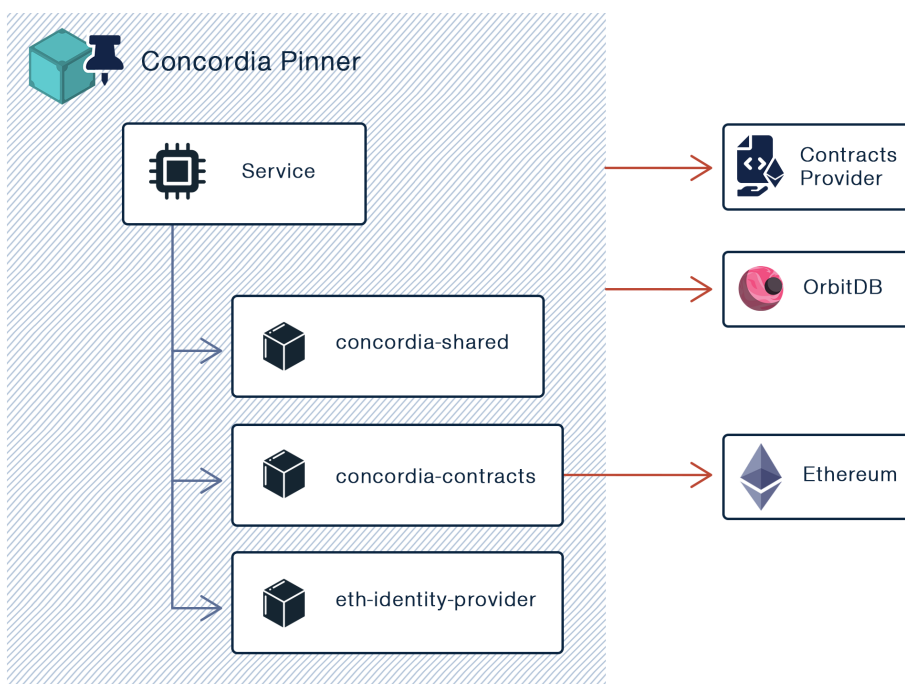 Concordia Pinner
Service
concordia-shared
concordia-contracts
eth-identity-provider
Contracts
Provider
OrbitDB
Ethereum